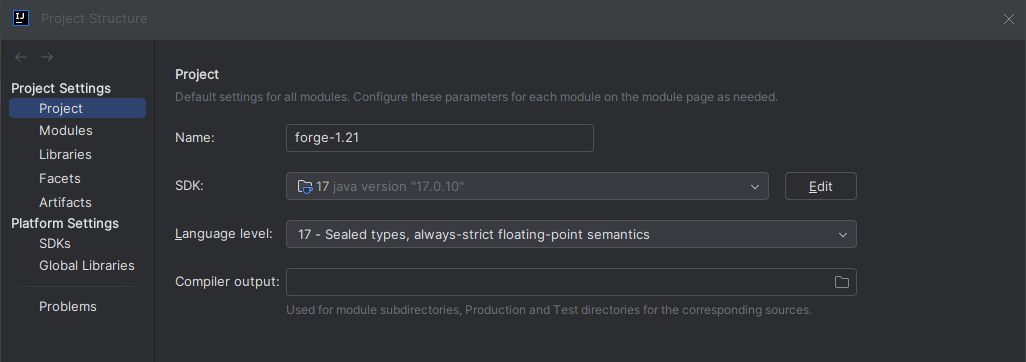 IJ
Project Structure
Project Settings
Project
Modules
Libraries
Facets
Artifacts
Platform Settings
SDKs
Global Libraries
Problems
Project
Default settings for all modules. Configure these parameters for each module on the module page as needed.
Name: forge-1.21
SDK: 17 java version "17.0.10" Edit
Language level: 17 - Sealed types, always-strict floating-point semantics
Compiler output:
Used for module subdirectories, Production and Test directories for the corresponding sources.